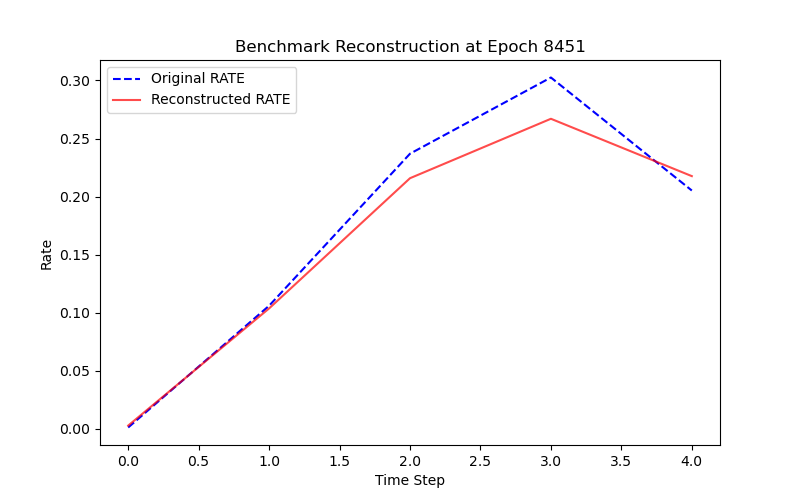 Benchmark Reconstruction at Epoch 8451
Original RATE
Reconstructed RATE
0.30
0.25
0.20
0.15
0.10
0.05
0.00
Rate
0.0 0.5 1.0 1.5 2.0 2.5 3.0 3.5 4.0
Time Step